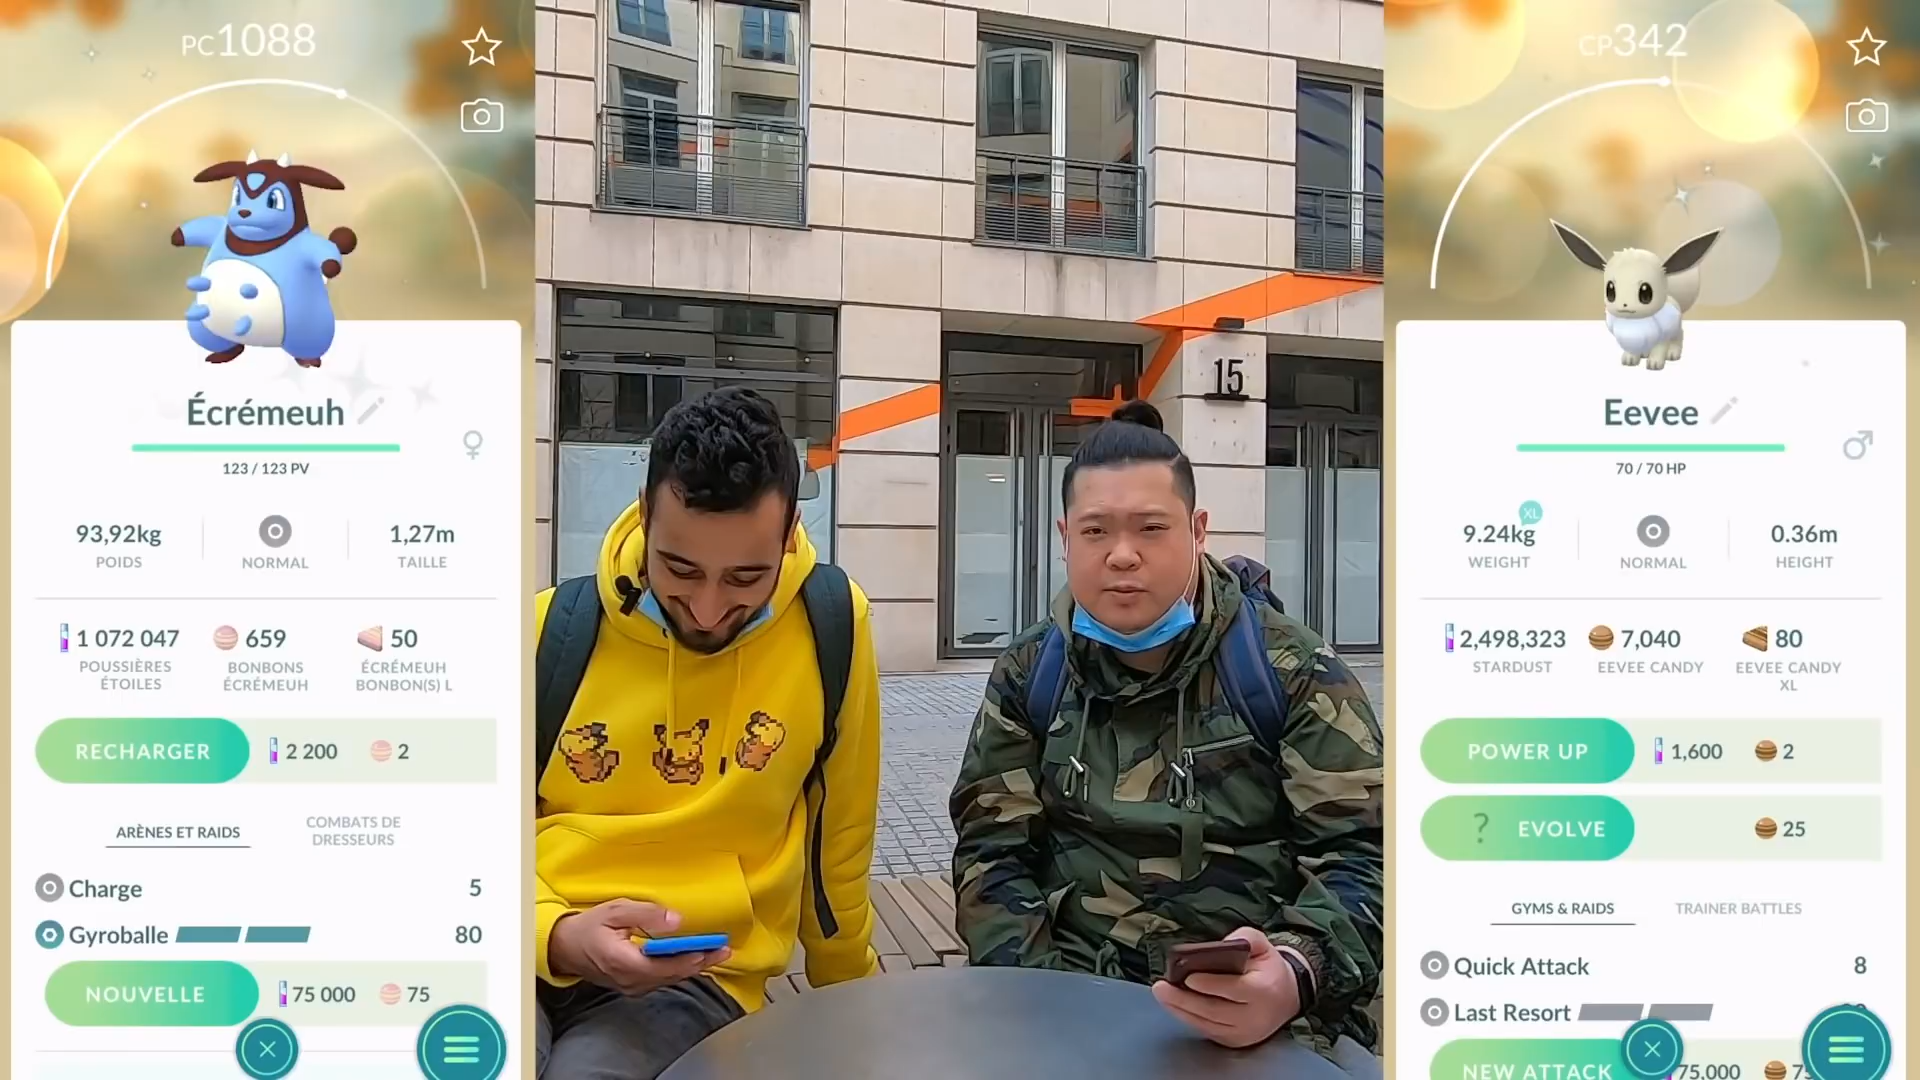 PC1088
Écrémeuh
123 / 123 PV
93,92kg
POIDS
NORMAL
1,27m
TAILLE
1 072 047
POUSSIÈRES
ÉTOILES
659
BONBONS
ÉCRÉMEUH
50
ÉCRÉMEUH
BONBON(S) L
RECHARGER
2 200
2
ARÈNES ET RAIDS
COMBATS DE
DRESSEURS
Charge
5
Gyroballe
80
NOUVELLE
75 000
75
15
CP342
Eevee
70 / 70 HP
XL
9.24kg
WEIGHT
NORMAL
0.36m
HEIGHT
2,498,323
STARDUST
7,040
EEVEE CANDY
80
EEVEE CANDY
XL
POWER UP
1,600
2
? EVOLVE
25
GYMS & RAIDS
TRAINER BATTLES
Quick Attack
8
Last Resort
NEW ATTACK
75,000